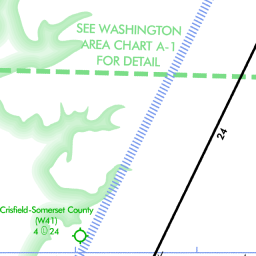 SEE WASHINGTON
AREA CHART A-1
FOR DETAIL
24
Crisfield-Somerset County
(W41)
4 24